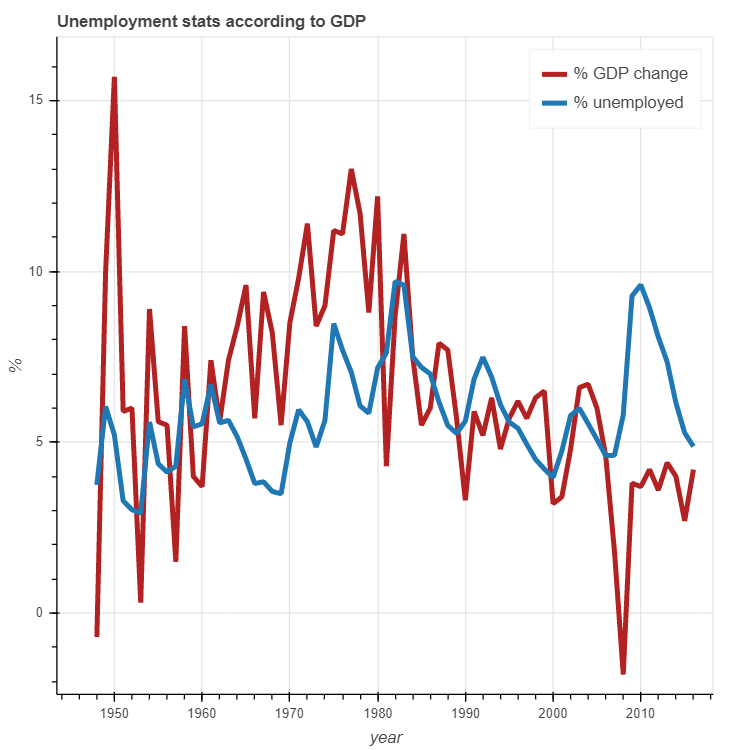 Unemployment stats according to GDP
% GDP change
% unemployed
15
10
5
0
%
1950 1960 1970 1980 1990 2000 2010
year